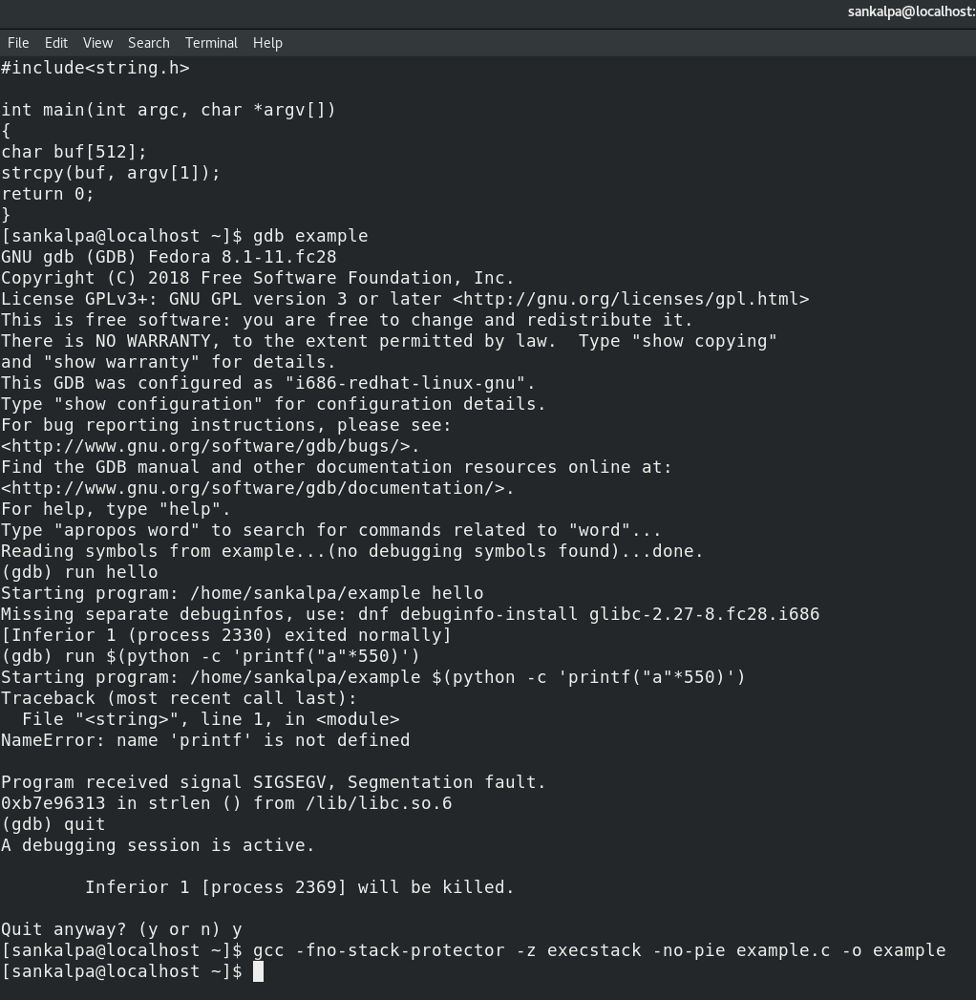 sankalpa@localhost:
File Edit View Search Terminal Help
#include<string.h>
int main(int argc, char *argv[])
{
char buf[512];
strcpy(buf, argv[1]);
return 0;
}
[sankalpa@localhost ~]$ gdb example
GNU gdb (GDB) Fedora 8.1-11.fc28
Copyright (C) 2018 Free Software Foundation, Inc.
License GPLv3+: GNU GPL version 3 or later <http://gnu.org/licenses/gpl.html>
This is free software: you are free to change and redistribute it.
There is NO WARRANTY, to the extent permitted by law.  Type "show copying"
and "show warranty" for details.
This GDB was configured as "i686-redhat-linux-gnu".
Type "show configuration" for configuration details.
For bug reporting instructions, please see:
<http://www.gnu.org/software/gdb/bugs/>.
Find the GDB manual and other documentation resources online at:
<http://www.gnu.org/software/gdb/documentation/>.
For help, type "help".
Type "apropos word" to search for commands related to "word"...
Reading symbols from example...(no debugging symbols found)...done.
(gdb) run hello
Starting program: /home/sankalpa/example hello
Missing separate debuginfos, use: dnf debuginfo-install glibc-2.27-8.fc28.i686
[Inferior 1 (process 2330) exited normally]
(gdb) run $(python -c 'printf("a"*550)')
Starting program: /home/sankalpa/example $(python -c 'printf("a"*550)')
Traceback (most recent call last):
  File "<string>", line 1, in <module>
NameError: name 'printf' is not defined
Program received signal SIGSEGV, Segmentation fault.
0xb7e96313 in strlen () from /lib/libc.so.6
(gdb) quit
A debugging session is active.
        Inferior 1 [process 2369] will be killed.
Quit anyway? (y or n) y
[sankalpa@localhost ~]$ gcc -fno-stack-protector -z execstack -no-pie example.c -o example
[sankalpa@localhost ~]$